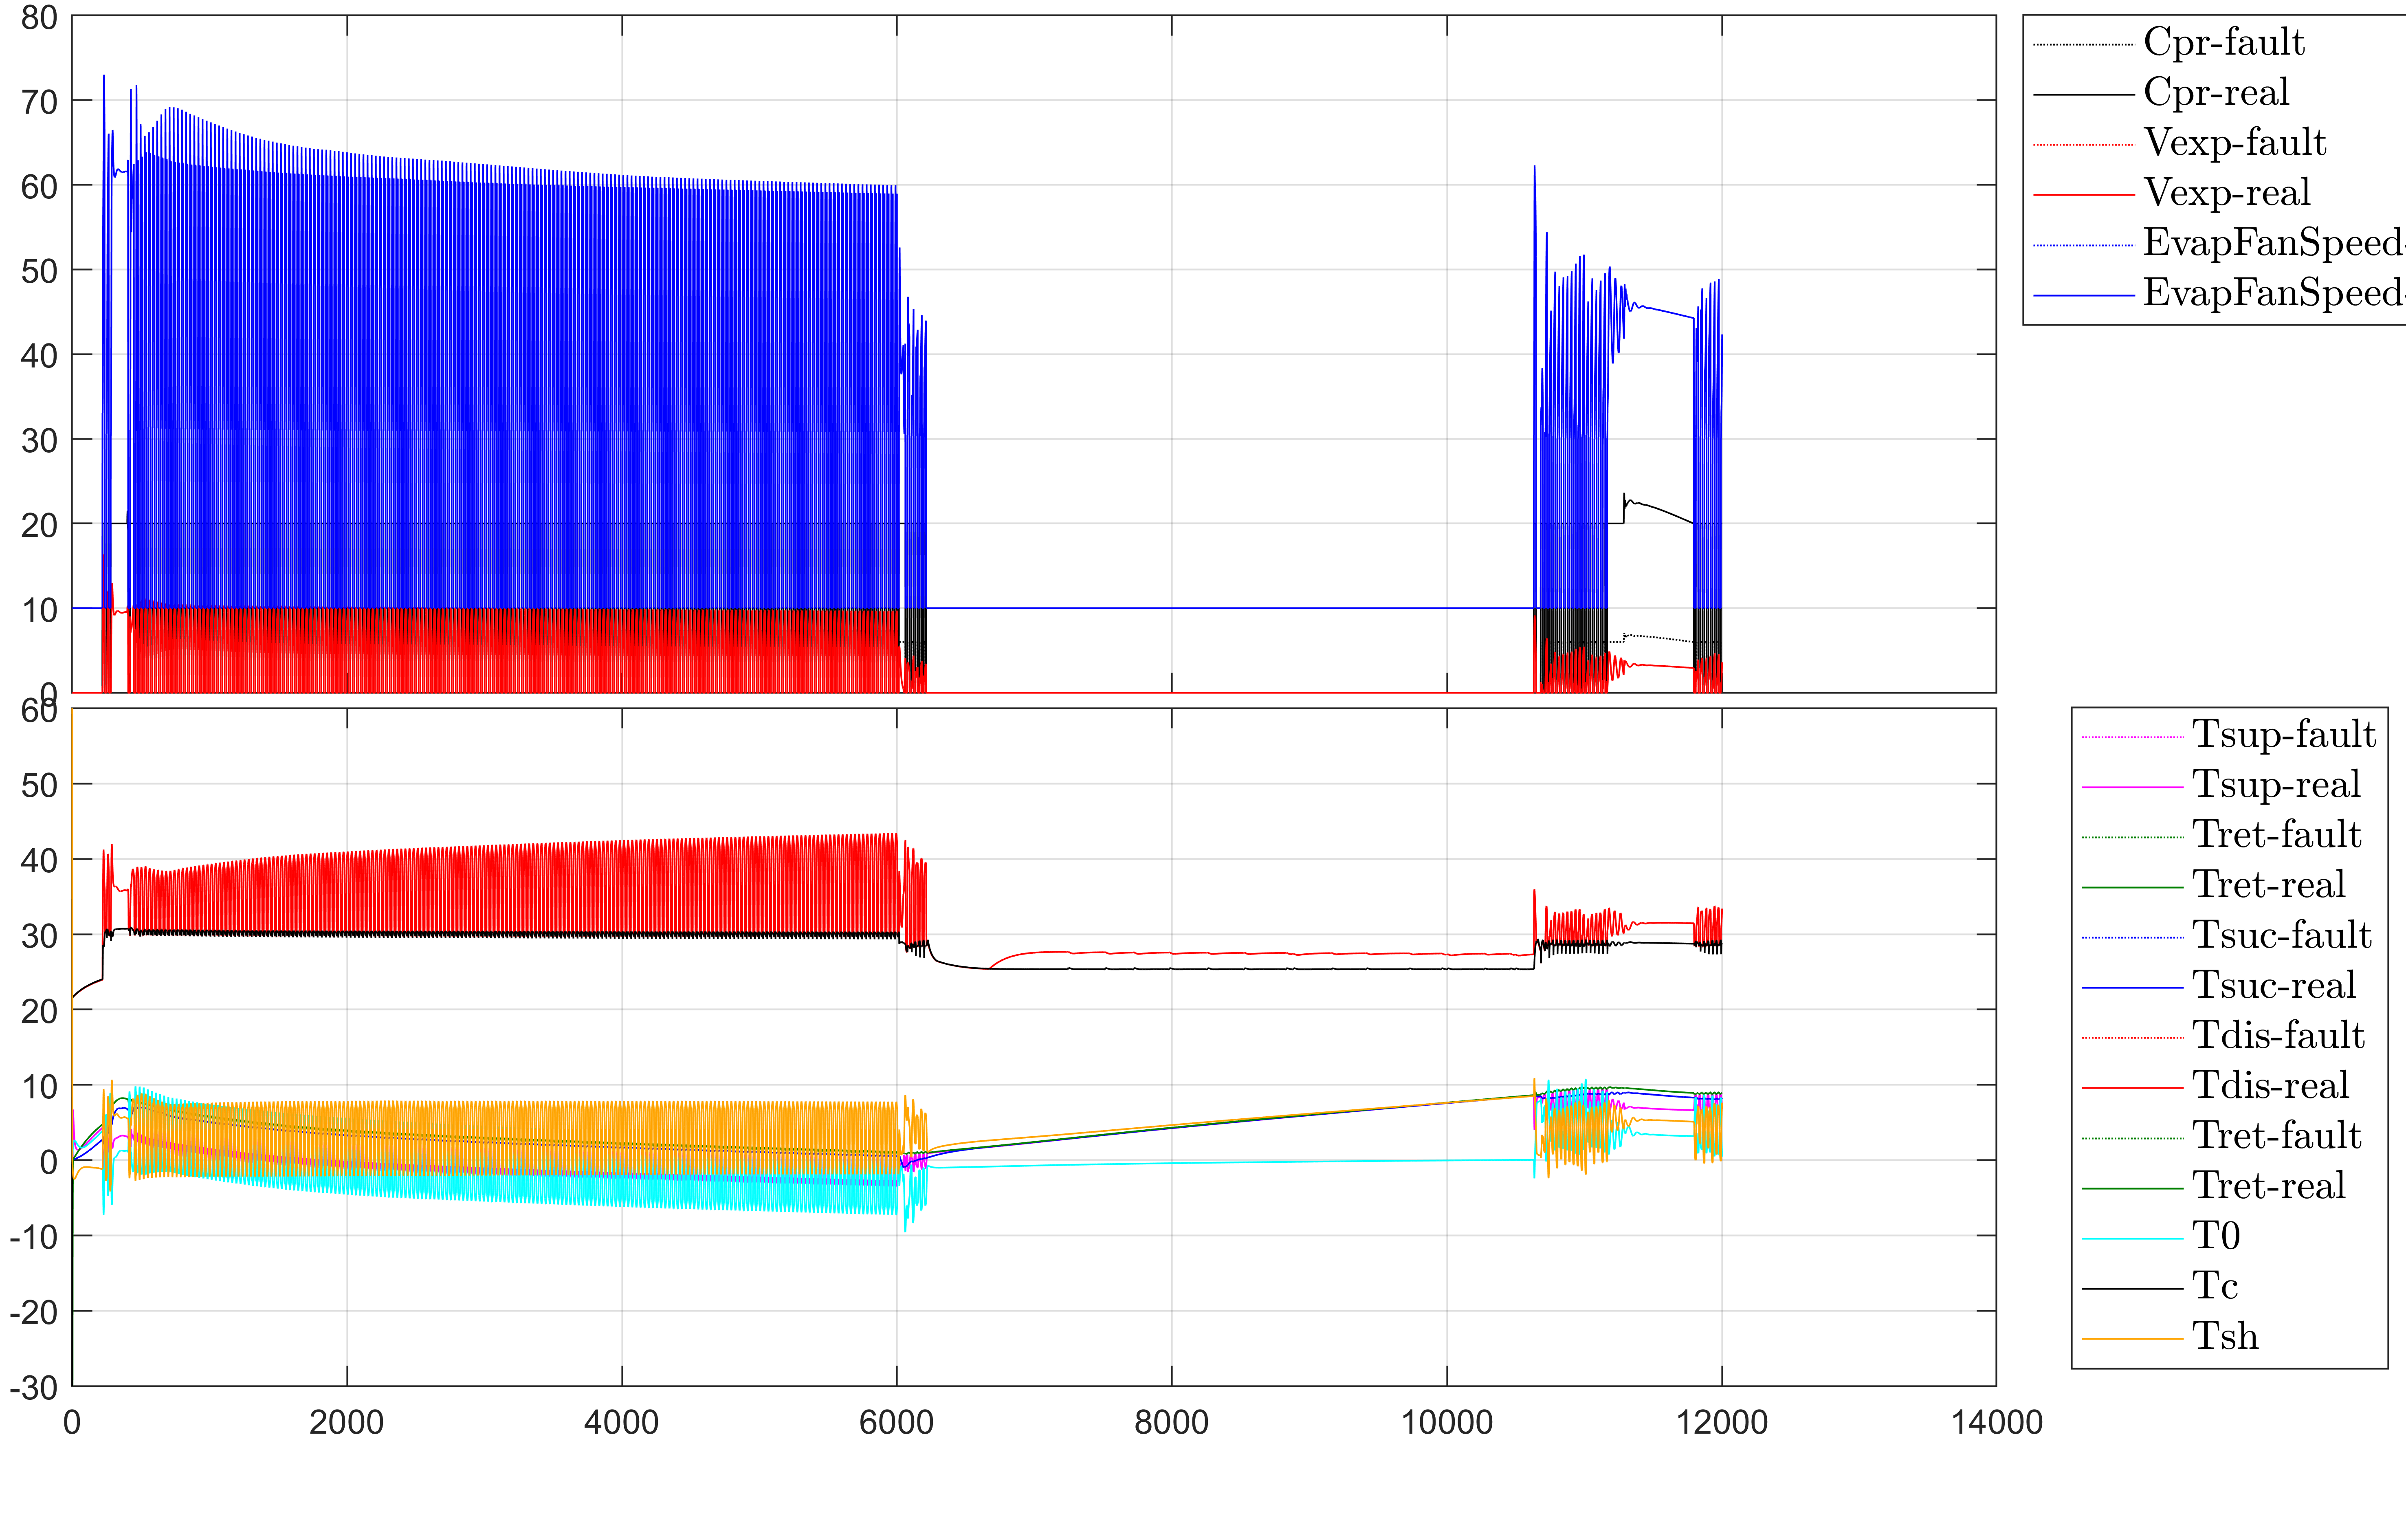 80
70
60
50
40
30
20
10
0
Cpr-fault
Cpr-real
Vexp-fault
Vexp-real
EvapFanSpeed-
EvapFanSpeed-
60
50
40
30
20
10
0
-10
-20
-30
0 2000 4000 6000 8000 10000 12000 14000
Tsup-fault
Tsup-real
Tret-fault
Tret-real
Tsuc-fault
Tsuc-real
Tdis-fault
Tdis-real
Tret-fault
Tret-real
T0
Tc
Tsh